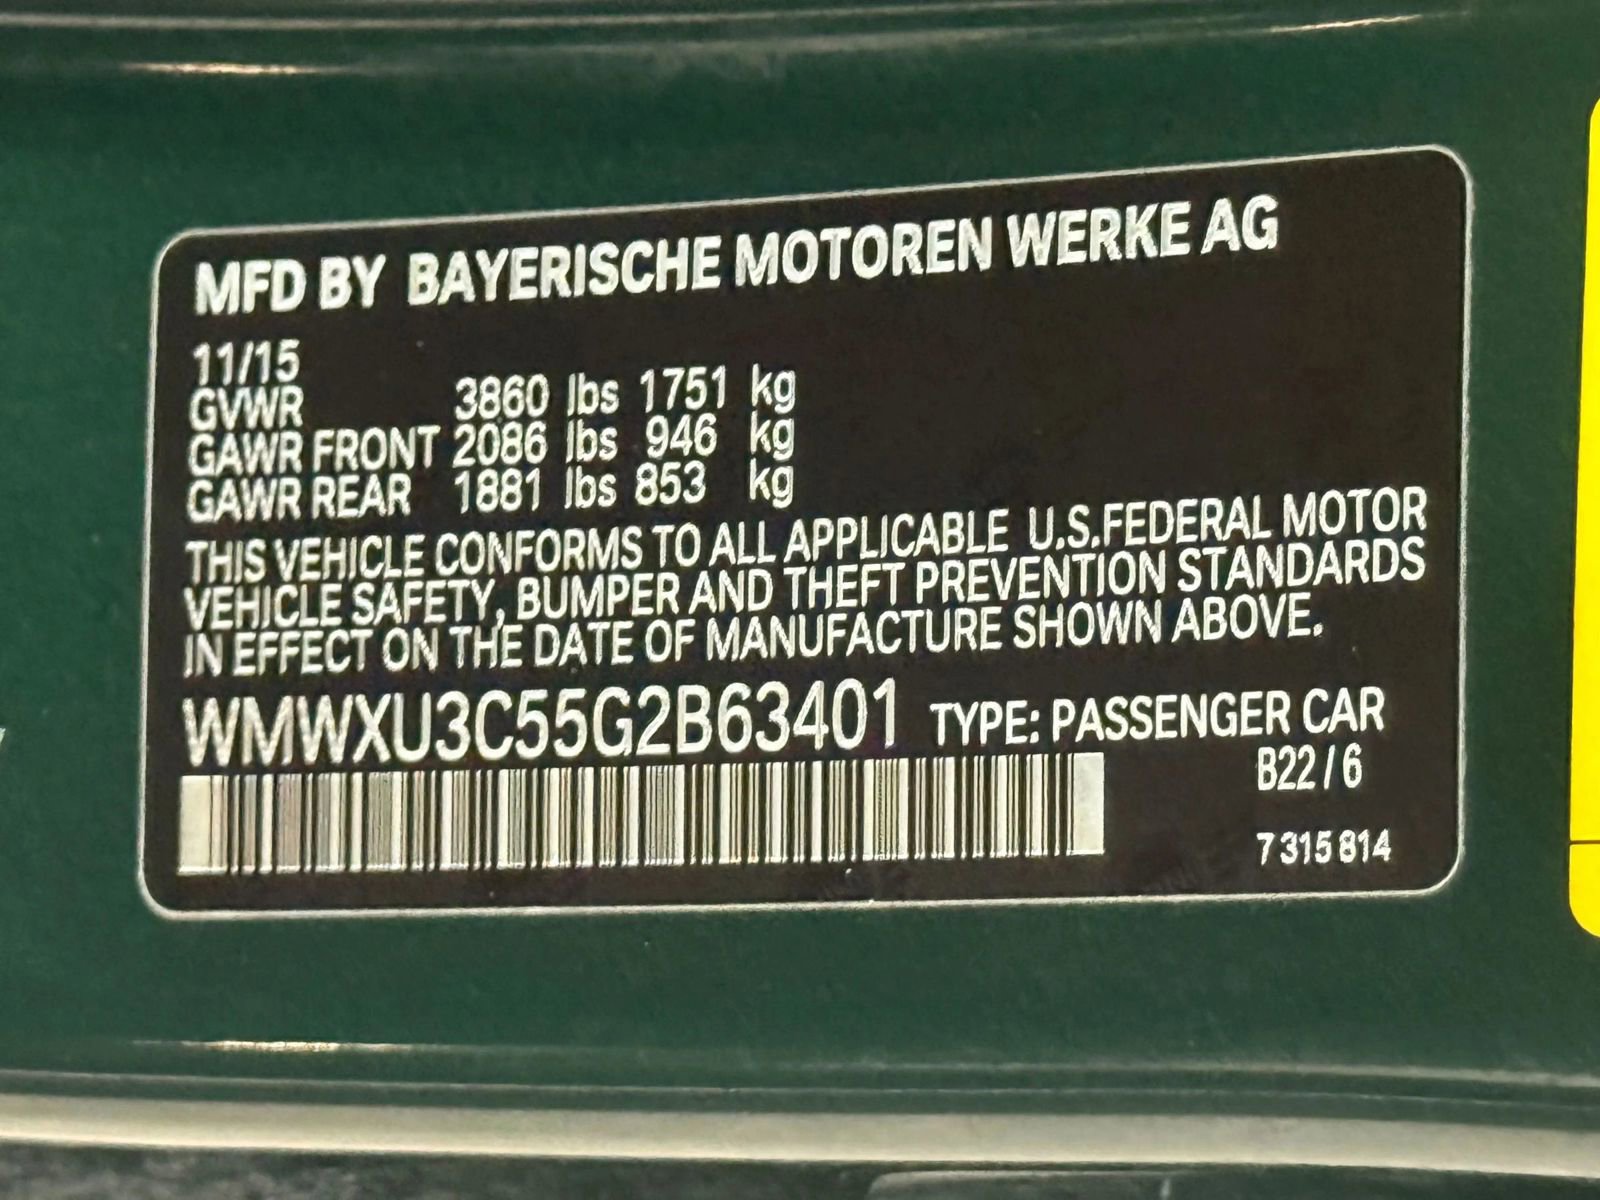 MFD BY BAYERISCHE MOTOREN WERKE AG
11/15
GVWR 3860 lbs 1751 kg
GAWR FRONT 2086 lbs 946 kg
GAWR REAR 1881 lbs 853 kg
THIS VEHICLE CONFORMS TO ALL APPLICABLE U.S.FEDERAL MOTOR
VEHICLE SAFETY, BUMPER AND THEFT PREVENTION STANDARDS
IN EFFECT ON THE DATE OF MANUFACTURE SHOWN ABOVE.
WMWXU3C55G2B63401 TYPE: PASSENGER CAR
B22/6
7 315 814